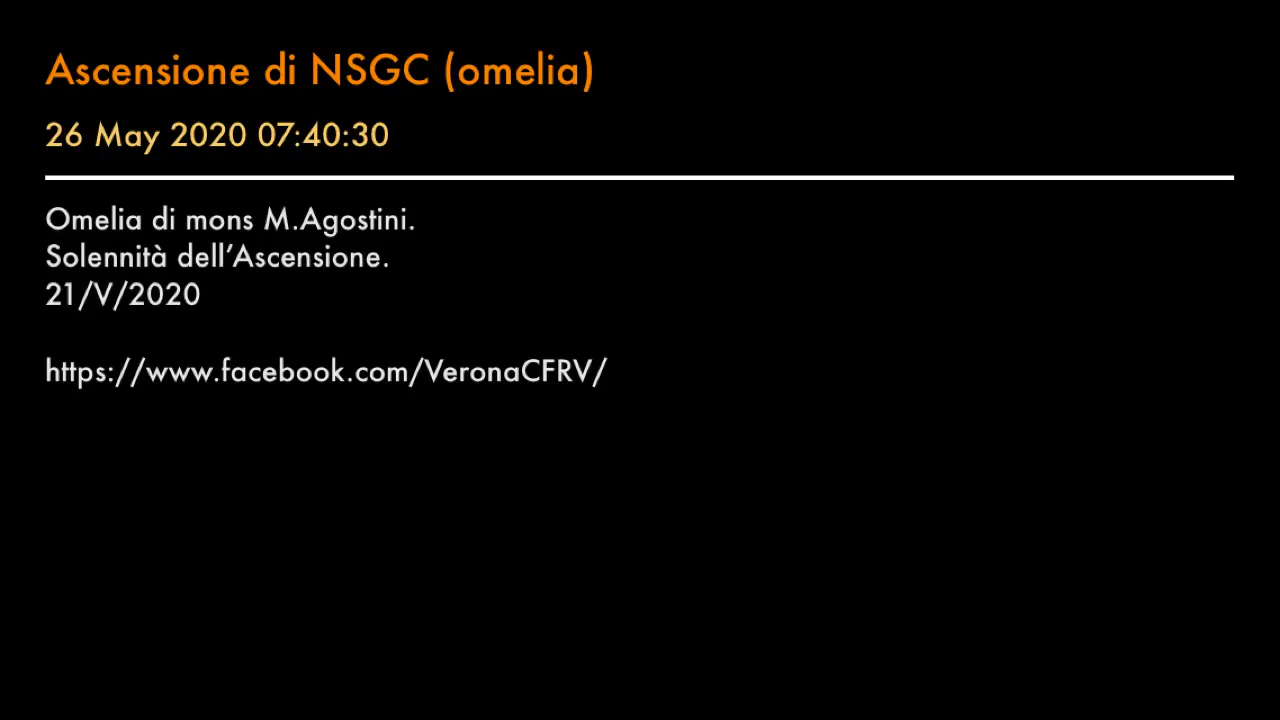 Ascensione di NSGC (omelia)
26 May 2020 07:40:30
Omelia di mons M.Agostini.
Solennità dell’Ascensione.
21/V/2020
https://www.facebook.com/VeronaCFRV/